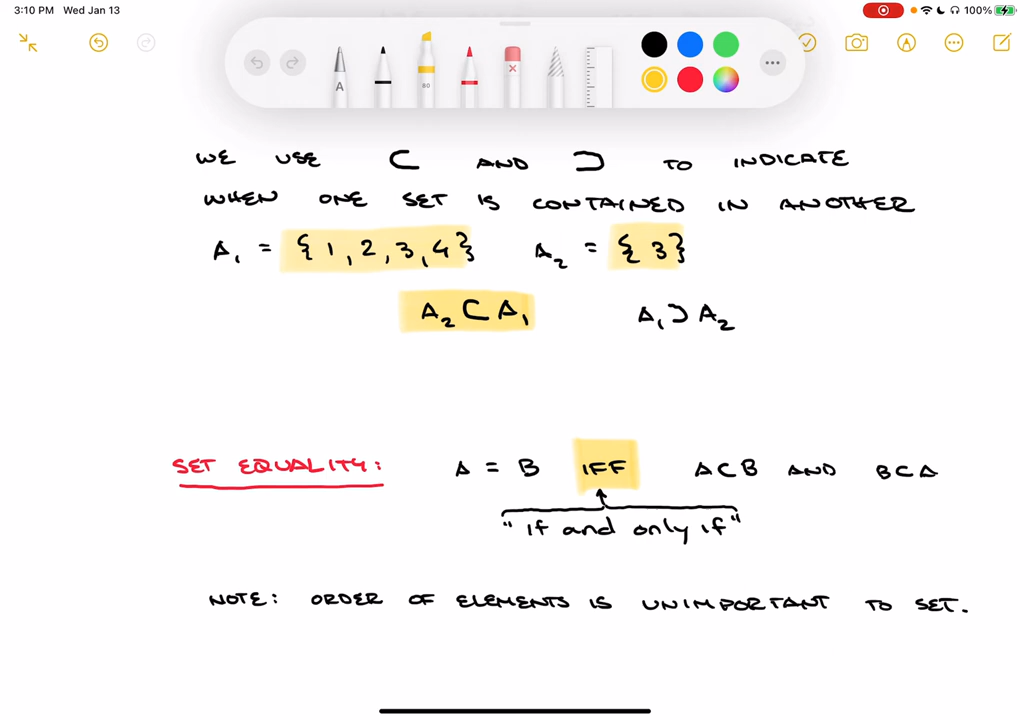 3:10 PM Wed Jan 13
100%
A
80
WE USE ⊂ AND ⊃ TO INDICATE
WHEN ONE SET IS CONTAINED IN ANOTHER
A₁ = {1, 2, 3, 4} A₂ = {3}
A₂ ⊂ A₁ A₁ ⊃ A₂
SET EQUALITY: A = B IFF A ⊂ B AND B ⊂ A
"if and only if"
NOTE: ORDER OF ELEMENTS IS UNIMPORTANT TO SET.